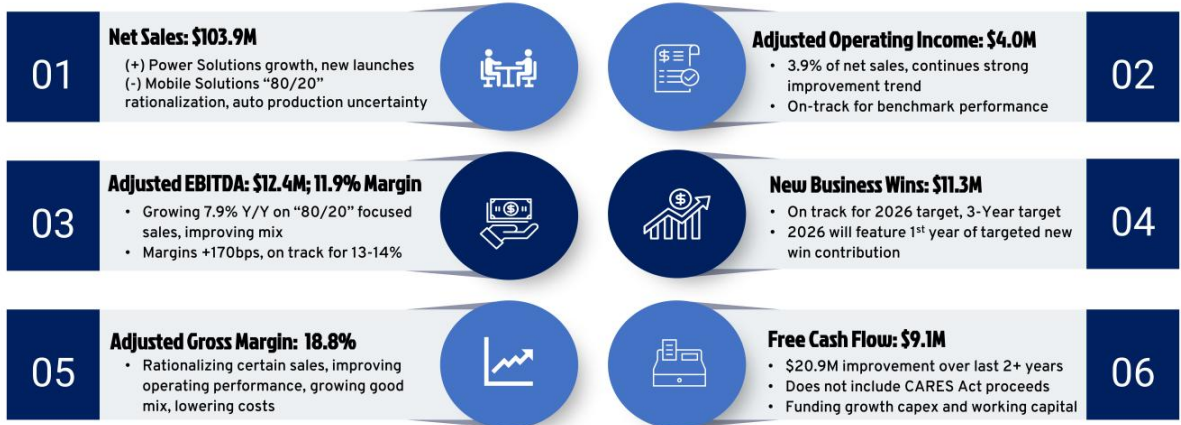 01
Net Sales: $103.9M
(+) Power Solutions growth, new launches
(-) Mobile Solutions “80/20”
rationalization, auto production uncertainty
$
Adjusted Operating Income: $4.0M
• 3.9% of net sales, continues strong
improvement trend
• On-track for benchmark performance
02
03
Adjusted EBITDA: $12.4M; 11.9% Margin
• Growing 7.9% Y/Y on “80/20” focused
sales, improving mix
• Margins +170bps, on track for 13-14%
$
$
New Business Wins: $11.3M
• On track for 2026 target, 3-Year target
• 2026 will feature 1st year of targeted new
win contribution
04
05
Adjusted Gross Margin: 18.8%
• Rationalizing certain sales, improving
operating performance, growing good
mix, lowering costs
Free Cash Flow: $9.1M
• $20.9M improvement over last 2+ years
• Does not include CARES Act proceeds
• Funding growth capex and working capital
06